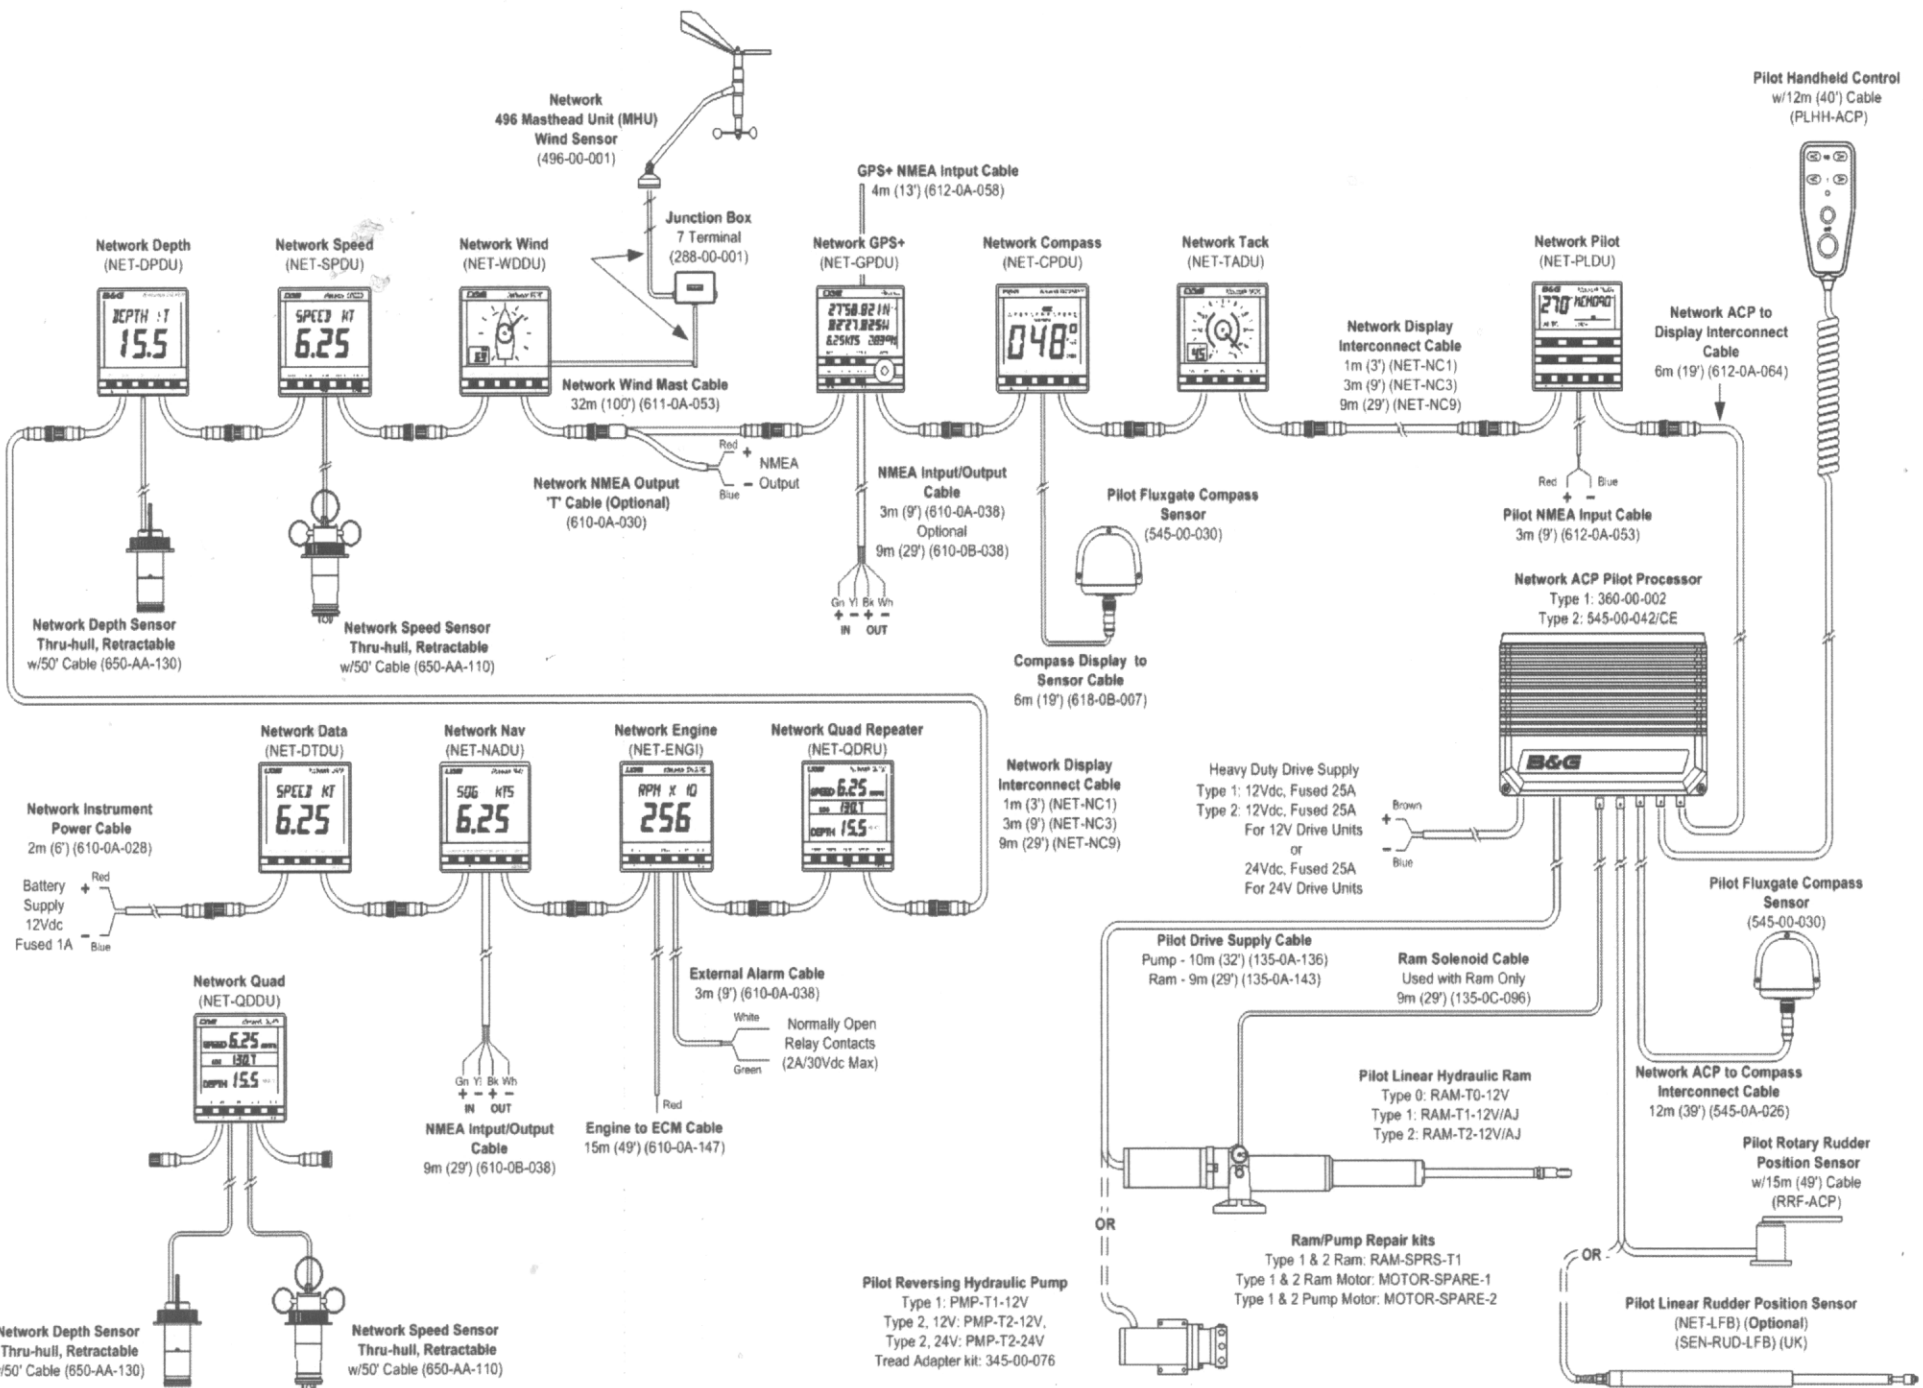 Network
496 Masthead Unit (MHU)
Wind Sensor
(496-00-001)
Pilot Handheld Control
w/12m (40') Cable
(PLHH-ACP)
GPS+ NMEA Intput Cable
4m (13') (612-0A-058)
Junction Box
7 Terminal
(288-00-001)
Network Depth
(NET-DPDU)
Network Speed
(NET-SPDU)
Network Wind
(NET-WDDU)
Network GPS+
(NET-GPDU)
Network Compass
(NET-CPDU)
Network Tack
(NET-TADU)
Network Pilot
(NET-PLDU)
B&G
DEPTH
15.5
SPEED KT
6.25
048°
45
B&G
270
Network ACP to
Display Interconnect
Cable
6m (19') (612-0A-064)
Network Display
Interconnect Cable
1m (3') (NET-NC1)
3m (9') (NET-NC3)
9m (29') (NET-NC9)
Network Wind Mast Cable
32m (100') (611-0A-053)
Red
+
NMEA
- Output
Blue
Network NMEA Output
'T' Cable (Optional)
(610-0A-030)
NMEA Intput/Output
Cable
3m (9') (610-0A-038)
Optional
9m (29') (610-0B-038)
Gn Yl Bk Wh
+ - + -
IN OUT
Pilot Fluxgate Compass
Sensor
(545-00-030)
Red Blue
+ -
Pilot NMEA Input Cable
3m (9') (612-0A-053)
Network ACP Pilot Processor
Type 1: 360-00-002
Type 2: 545-00-042/CE
Network Depth Sensor
Thru-hull, Retractable
w/50' Cable (650-AA-130)
Network Speed Sensor
Thru-hull, Retractable
w/50' Cable (650-AA-110)
Compass Display to
Sensor Cable
6m (19') (618-0B-007)
B&G
Network Data
(NET-DTDU)
Network Nav
(NET-NADU)
Network Engine
(NET-ENGI)
Network Quad Repeater
(NET-QDRU)
SPEED KT
6.25
SOG KTS
6.25
RPM X 10
256
SPEED 6.25
130.T
DEPTH 15.5
Network Display
Interconnect Cable
1m (3') (NET-NC1)
3m (9') (NET-NC3)
9m (29') (NET-NC9)
Network Instrument
Power Cable
2m (6') (610-0A-028)
Battery
Supply
12Vdc
Fused 1A
+ Red
- Blue
Heavy Duty Drive Supply
Type 1: 12Vdc, Fused 25A
Type 2: 12Vdc, Fused 25A
For 12V Drive Units
or
24Vdc, Fused 25A
For 24V Drive Units
Brown
+
-
Blue
Pilot Fluxgate Compass
Sensor
(545-00-030)
Pilot Drive Supply Cable
Pump - 10m (32') (135-0A-136)
Ram - 9m (29') (135-0A-143)
Ram Solenoid Cable
Used with Ram Only
9m (29') (135-0C-096)
Network Quad
(NET-QDDU)
SPEED 6.25
130.T
DEPTH 15.5
External Alarm Cable
3m (9') (610-0A-038)
White
Normally Open
Relay Contacts
(2A/30Vdc Max)
Green
Gn Yl Bk Wh
+ - + -
IN OUT
NMEA Intput/Output
Cable
9m (29') (610-0B-038)
Red
Engine to ECM Cable
15m (49') (610-0A-147)
Pilot Linear Hydraulic Ram
Type 0: RAM-T0-12V
Type 1: RAM-T1-12V/AJ
Type 2: RAM-T2-12V/AJ
Network ACP to Compass
Interconnect Cable
12m (39') (545-0A-026)
Pilot Rotary Rudder
Position Sensor
w/15m (49') Cable
(RRF-ACP)
OR
OR
Ram/Pump Repair kits
Type 1 & 2 Ram: RAM-SPRS-T1
Type 1 & 2 Ram Motor: MOTOR-SPARE-1
Type 1 & 2 Pump Motor: MOTOR-SPARE-2
Pilot Reversing Hydraulic Pump
Type 1: PMP-T1-12V
Type 2, 12V: PMP-T2-12V,
Type 2, 24V: PMP-T2-24V
Tread Adapter kit: 345-00-076
Pilot Linear Rudder Position Sensor
(NET-LFB) (Optional)
(SEN-RUD-LFB) (UK)
Network Depth Sensor
Thru-hull, Retractable
w/50' Cable (650-AA-130)
Network Speed Sensor
Thru-hull, Retractable
w/50' Cable (650-AA-110)